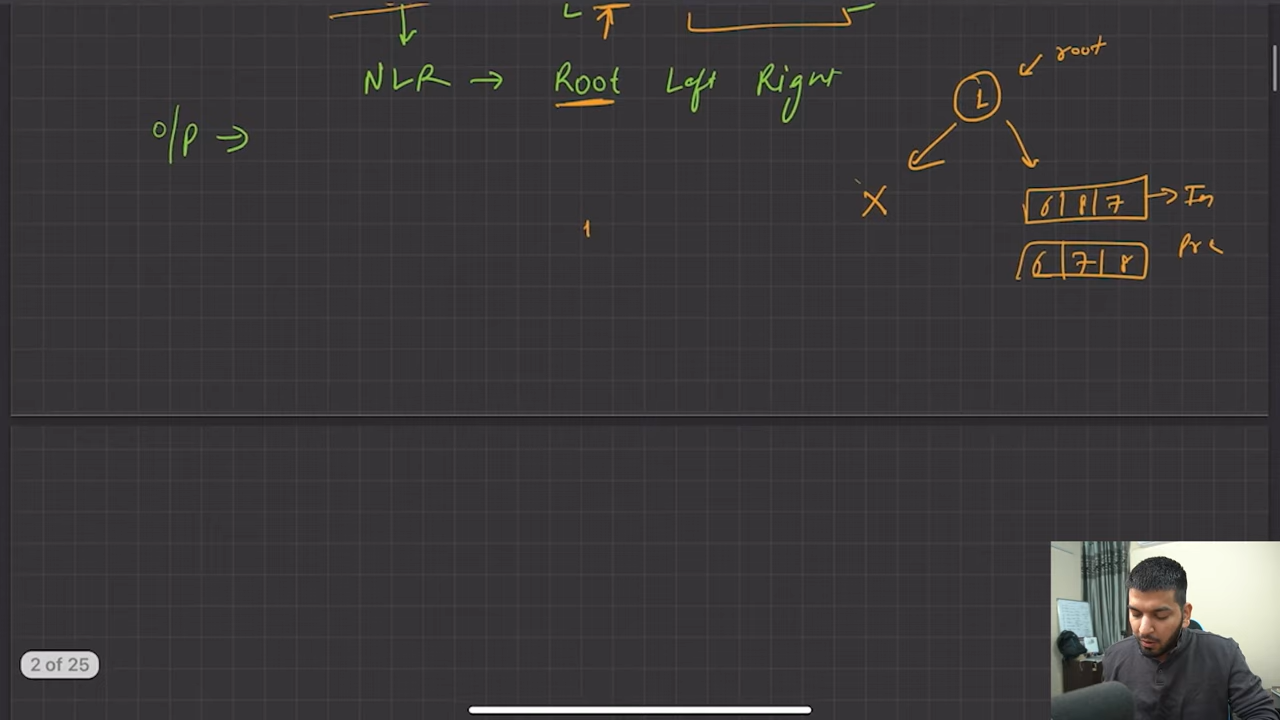 root
NLR → Root Left Right
L
O/P →
X
6 8 7 → In
1
6 7 8 Pre
2 of 25